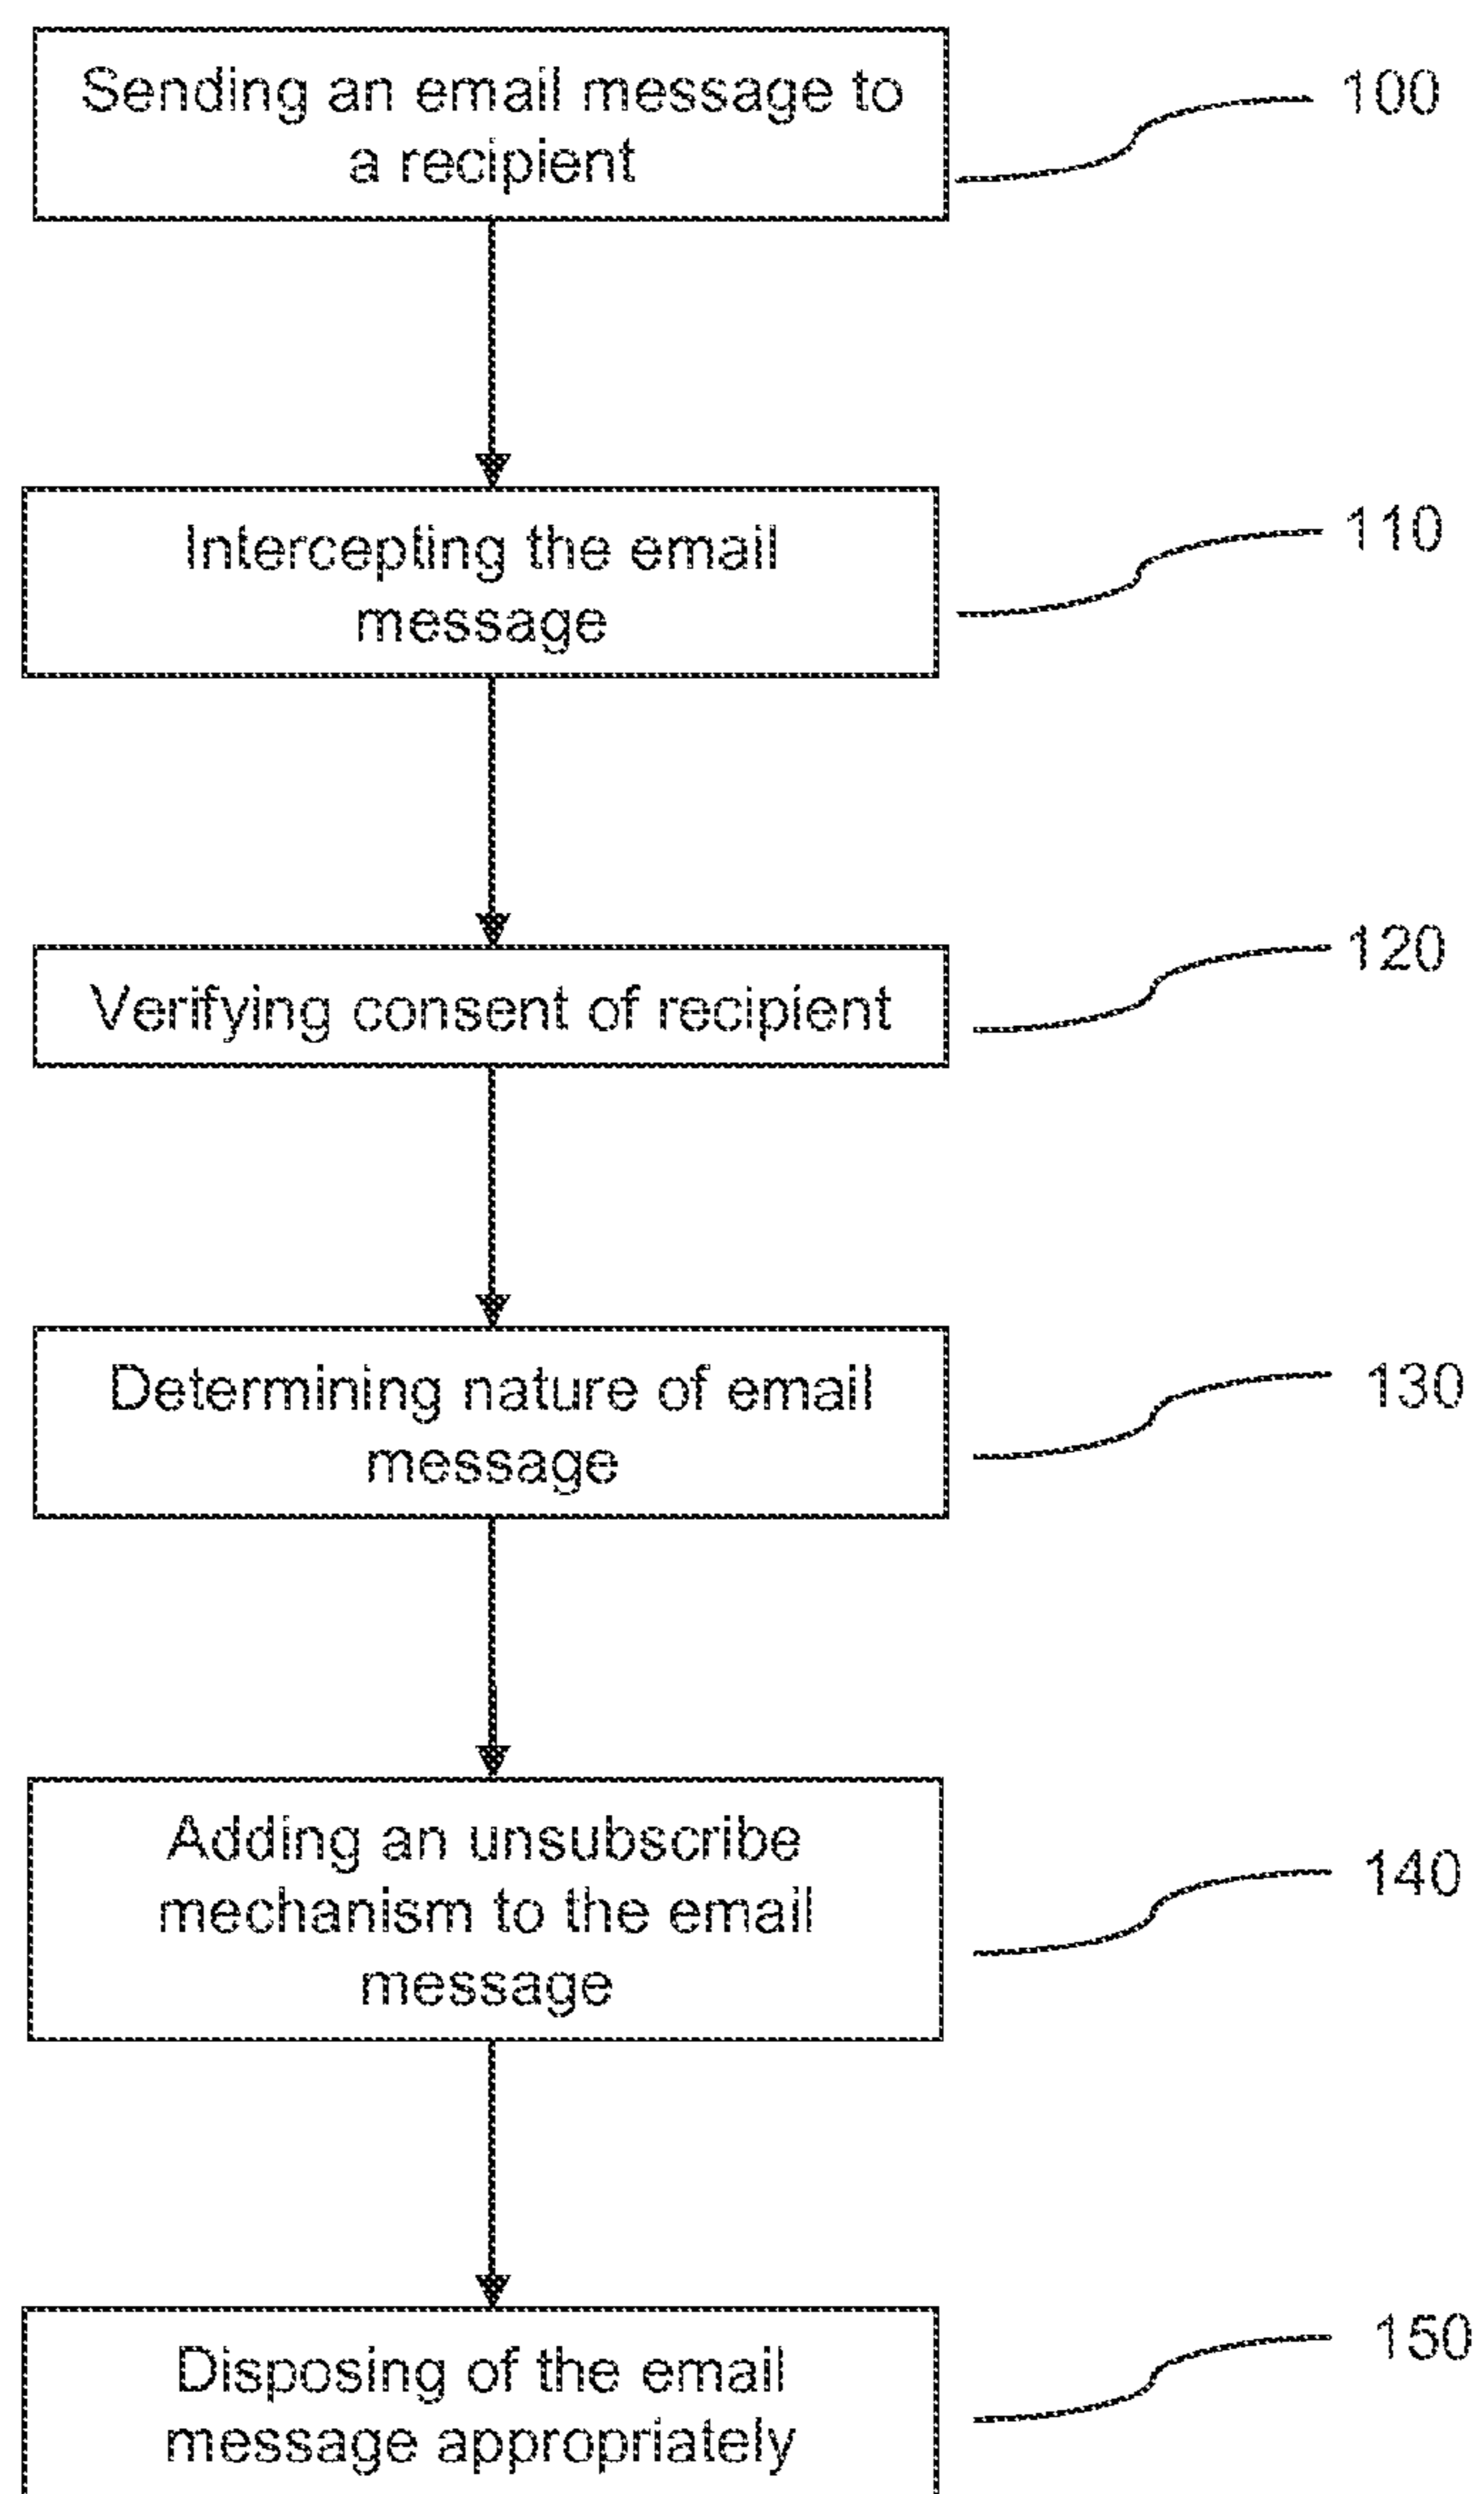 Sending an email message to
a recipient
100
Intercepting the email
message
110
Verifying consent of recipient
120
Determining nature of email
message
130
Adding an unsubscribe
mechanism to the email
message
140
Disposing of the email
message appropriately
150